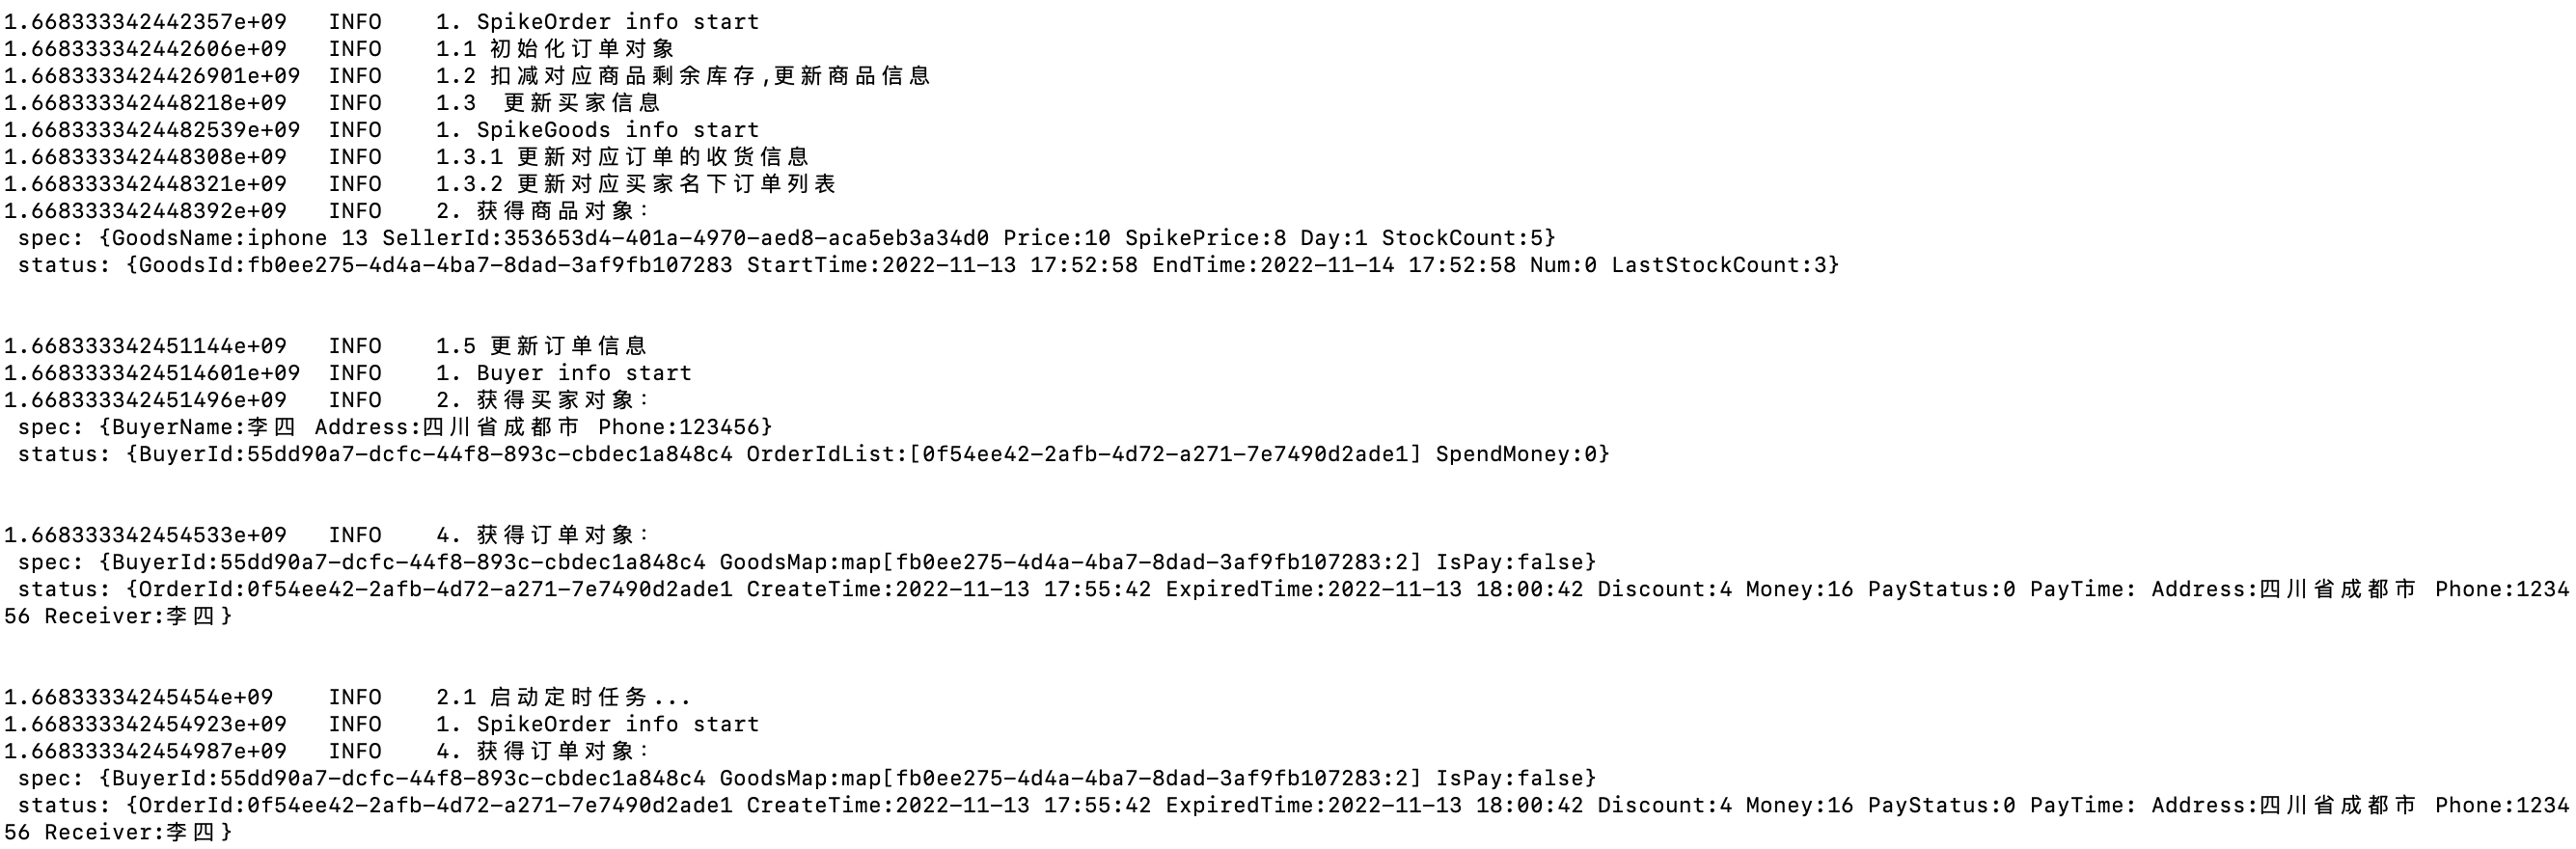 1.668333342442357e+09   INFO    1. SpikeOrder info start
1.668333342442606e+09   INFO    1.1 初始化订单对象
1.6683333424426901e+09  INFO    1.2 扣减对应商品剩余库存,更新商品信息
1.668333342448218e+09   INFO    1.3  更新买家信息
1.6683333424482539e+09  INFO    1. SpikeGoods info start
1.668333342448308e+09   INFO    1.3.1 更新对应订单的收货信息
1.668333342448321e+09   INFO    1.3.2 更新对应买家名下订单列表
1.668333342448392e+09   INFO    2. 获得商品对象:
 spec: {GoodsName:iphone 13 SellerId:353653d4-401a-4970-aed8-aca5eb3a34d0 Price:10 SpikePrice:8 Day:1 StockCount:5}
 status: {GoodsId:fb0ee275-4d4a-4ba7-8dad-3af9fb107283 StartTime:2022-11-13 17:52:58 EndTime:2022-11-14 17:52:58 Num:0 LastStockCount:3}
1.668333342451144e+09   INFO    1.5 更新订单信息
1.6683333424514601e+09  INFO    1. Buyer info start
1.668333342451496e+09   INFO    2. 获得买家对象:
 spec: {BuyerName:李四 Address:四川省成都市 Phone:123456}
 status: {BuyerId:55dd90a7-dcfc-44f8-893c-cbdec1a848c4 OrderIdList:[0f54ee42-2afb-4d72-a271-7e7490d2ade1] SpendMoney:0}
1.668333342454533e+09   INFO    4. 获得订单对象:
 spec: {BuyerId:55dd90a7-dcfc-44f8-893c-cbdec1a848c4 GoodsMap:map[fb0ee275-4d4a-4ba7-8dad-3af9fb107283:2] IsPay:false}
 status: {OrderId:0f54ee42-2afb-4d72-a271-7e7490d2ade1 CreateTime:2022-11-13 17:55:42 ExpiredTime:2022-11-13 18:00:42 Discount:4 Money:16 PayStatus:0 PayTime: Address:四川省成都市 Phone:1234
56 Receiver:李四}
1.66833334245454e+09    INFO    2.1 启动定时任务...
1.668333342454923e+09   INFO    1. SpikeOrder info start
1.668333342454987e+09   INFO    4. 获得订单对象:
 spec: {BuyerId:55dd90a7-dcfc-44f8-893c-cbdec1a848c4 GoodsMap:map[fb0ee275-4d4a-4ba7-8dad-3af9fb107283:2] IsPay:false}
 status: {OrderId:0f54ee42-2afb-4d72-a271-7e7490d2ade1 CreateTime:2022-11-13 17:55:42 ExpiredTime:2022-11-13 18:00:42 Discount:4 Money:16 PayStatus:0 PayTime: Address:四川省成都市 Phone:1234
56 Receiver:李四}